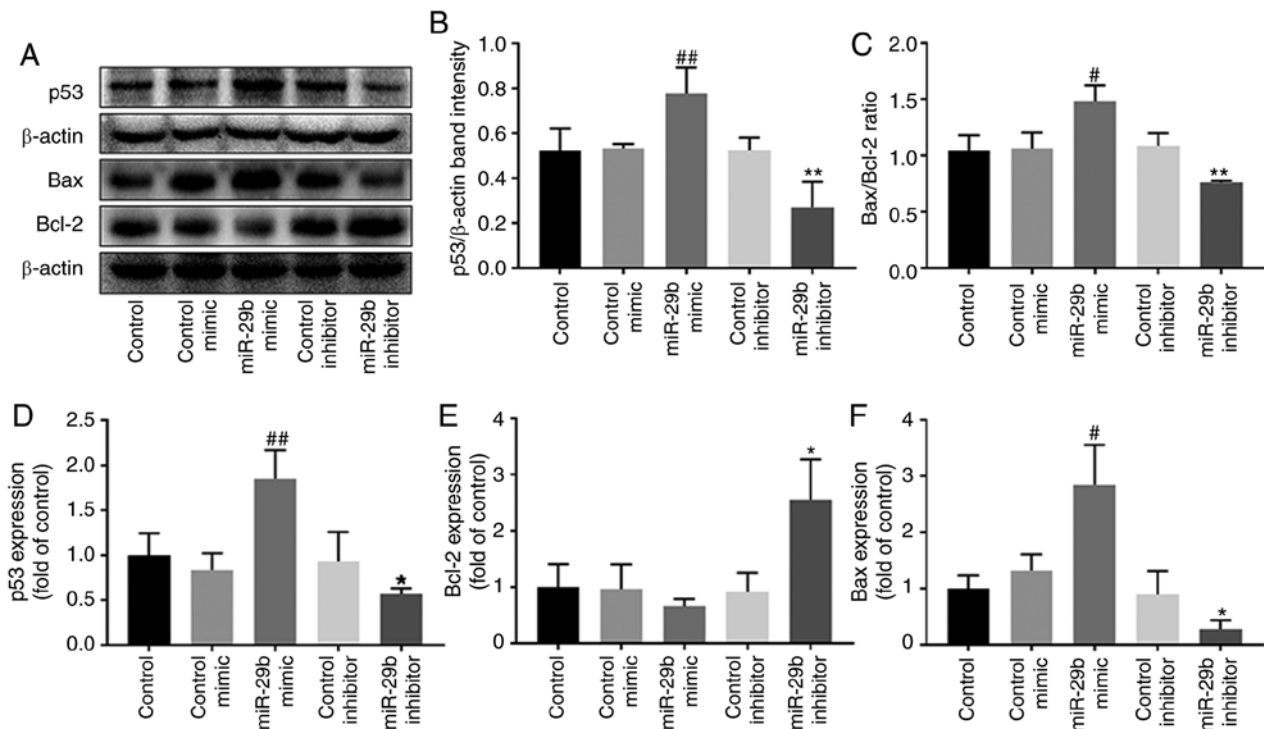 A
p53
β-actin
Bax
Bcl-2
β-actin
Control
Control
mimic
miR-29b
mimic
Control
inhibitor
miR-29b
inhibitor
B
p53/β-actin band intensity
1.0
0.8
0.6
0.4
0.2
0.0
##
**
Control
Control
mimic
miR-29b
mimic
Control
inhibitor
miR-29b
inhibitor
C
Bax/Bcl-2 ratio
2.0
1.5
1.0
0.5
0.0
#
**
Control
Control
mimic
miR-29b
mimic
Control
inhibitor
miR-29b
inhibitor
D
p53 expression
(fold of control)
2.5
2.0
1.5
1.0
0.5
0.0
##
*
Control
Control
mimic
miR-29b
mimic
Control
inhibitor
miR-29b
inhibitor
E
Bcl-2 expression
(fold of control)
4
3
2
1
0
*
Control
Control
mimic
miR-29b
mimic
Control
inhibitor
miR-29b
inhibitor
F
Bax expression
(fold of control)
4
3
2
1
0
#
*
Control
Control
mimic
miR-29b
mimic
Control
inhibitor
miR-29b
inhibitor